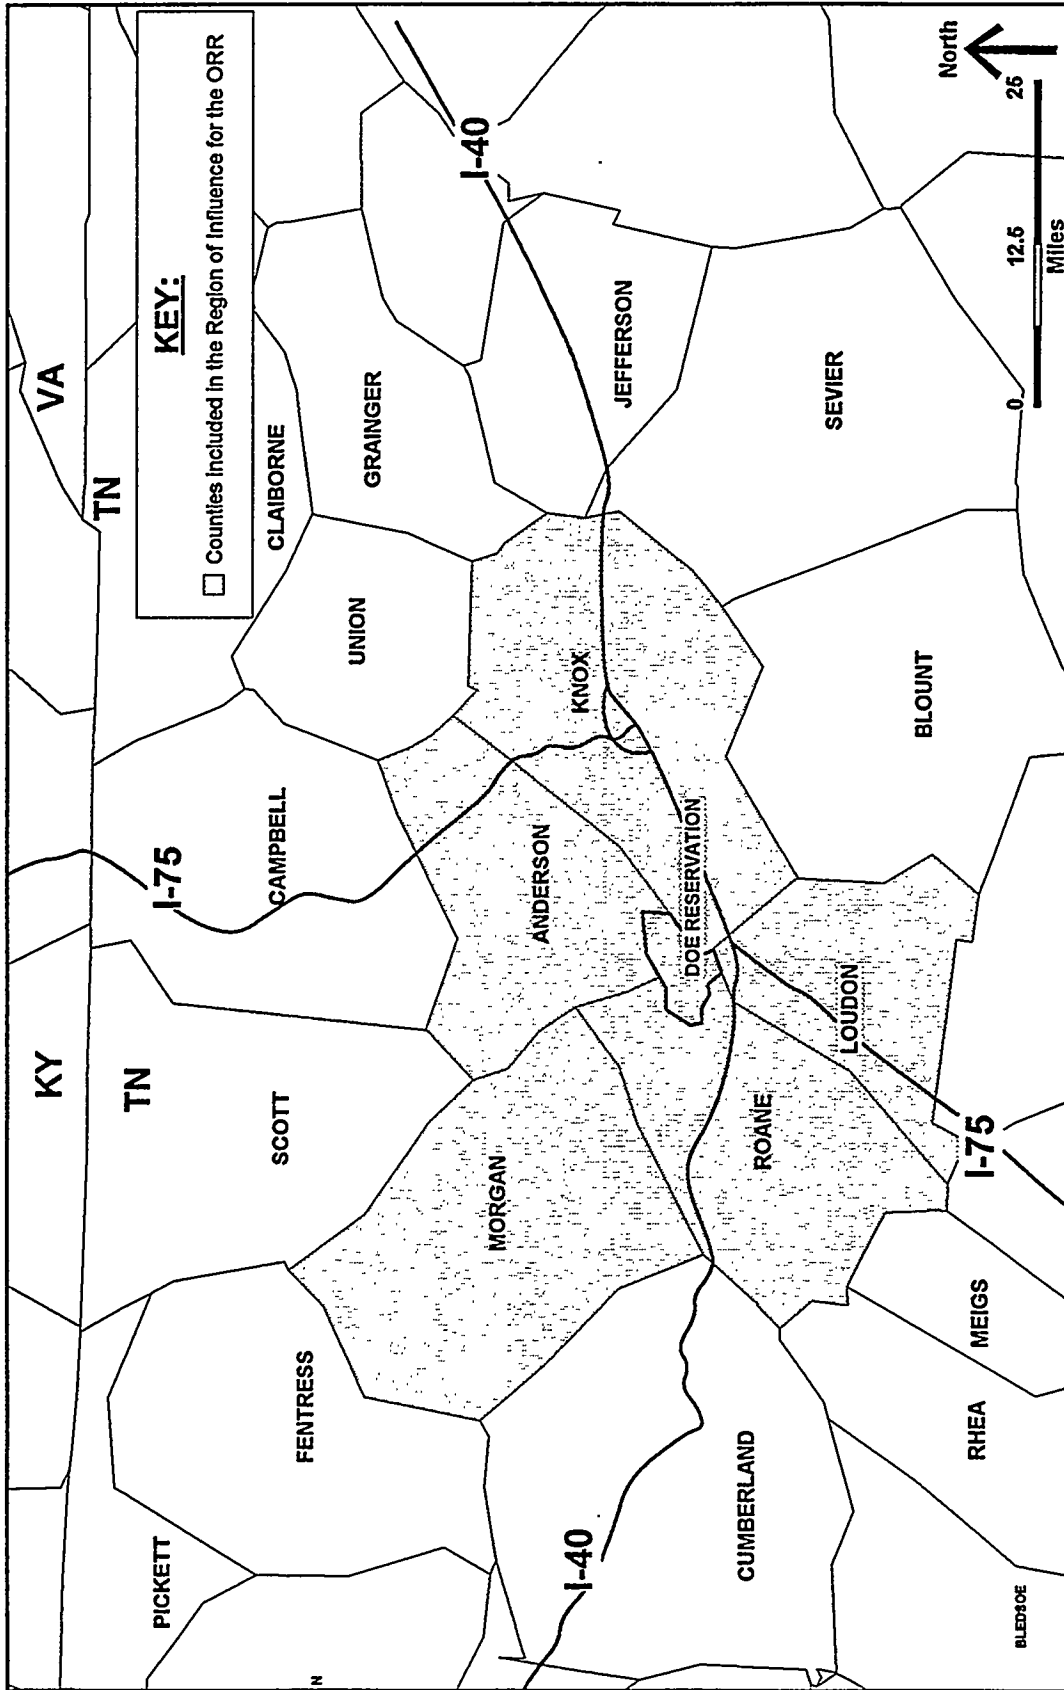 KY
VA
TN
TN
KEY:
Counties Included in the Region of Influence for the ORR
PICKETT
I-75
FENTRESS
SCOTT
CAMPBELL
CLAIBORNE
UNION
GRAINGER
N
I-40
MORGAN
ANDERSON
KNOX
I-40
JEFFERSON
DOE RESERVATION
CUMBERLAND
ROANE
LOUDON
SEVIER
BLOUNT
RHEA
MEIGS
I-75
BLEDSOE
North
0
12.5
25
Miles